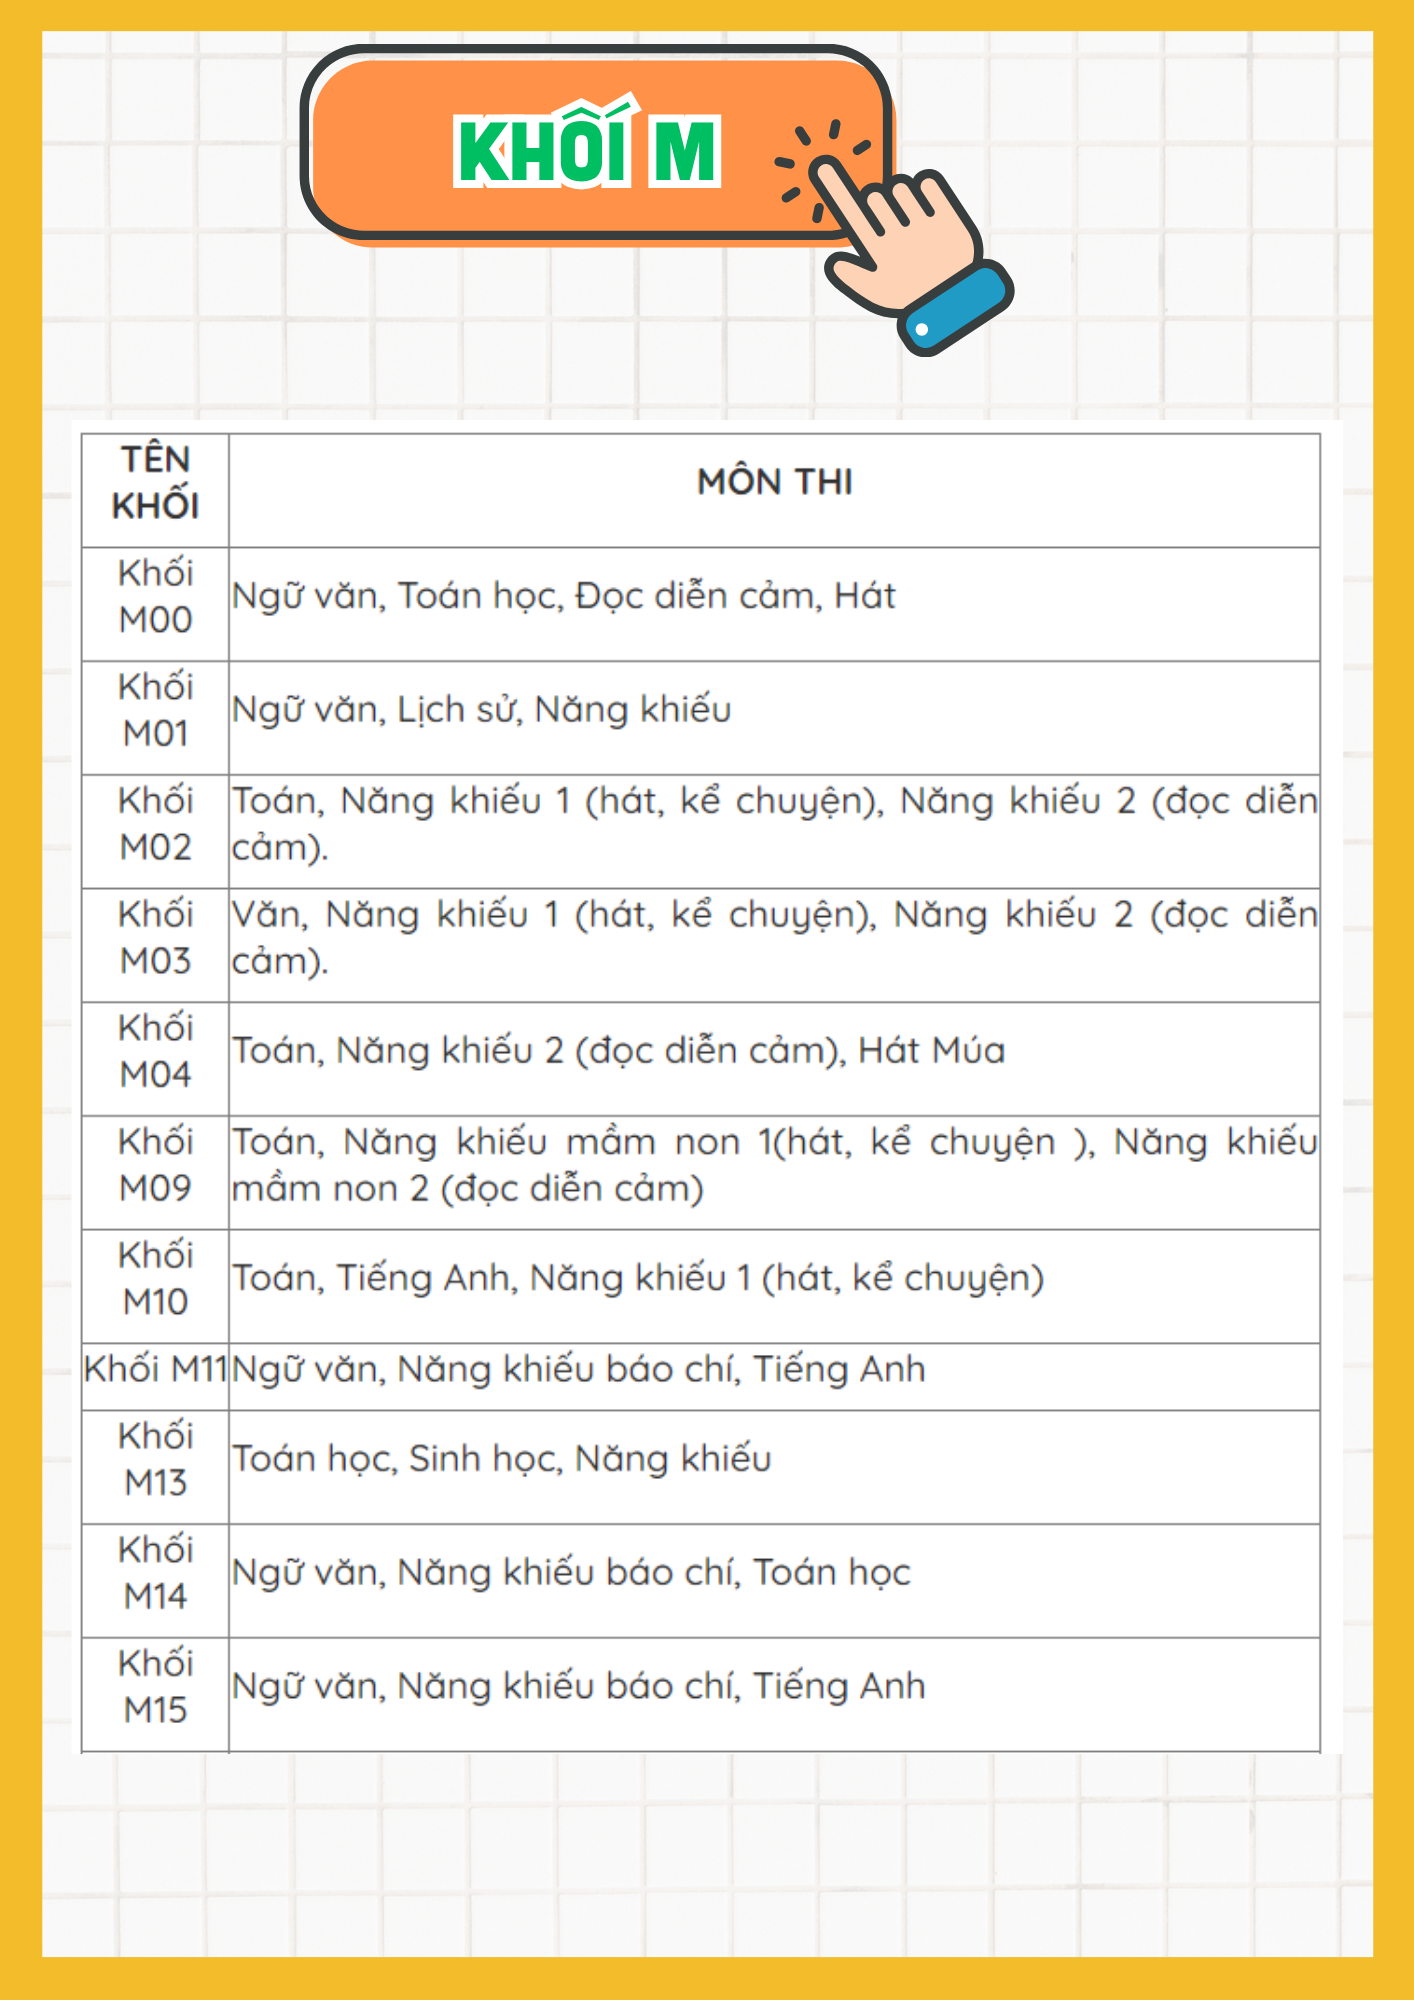 KHỐI M
TÊN
KHỐI
MÔN THI
Khối
M00
Ngữ văn, Toán học, Đọc diễn cảm, Hát
Khối
M01
Ngữ văn, Lịch sử, Năng khiếu
Khối
M02
Toán, Năng khiếu 1 (hát, kể chuyện), Năng khiếu 2 (đọc diễn
cảm).
Khối
M03
Văn, Năng khiếu 1 (hát, kể chuyện), Năng khiếu 2 (đọc diễn
cảm).
Khối
M04
Toán, Năng khiếu 2 (đọc diễn cảm), Hát Múa
Khối
M09
Toán, Năng khiếu mầm non 1(hát, kể chuyện ), Năng khiếu
mầm non 2 (đọc diễn cảm)
Khối
M10
Toán, Tiếng Anh, Năng khiếu 1 (hát, kể chuyện)
Khối M11
Ngữ văn, Năng khiếu báo chí, Tiếng Anh
Khối
M13
Toán học, Sinh học, Năng khiếu
Khối
M14
Ngữ văn, Năng khiếu báo chí, Toán học
Khối
M15
Ngữ văn, Năng khiếu báo chí, Tiếng Anh